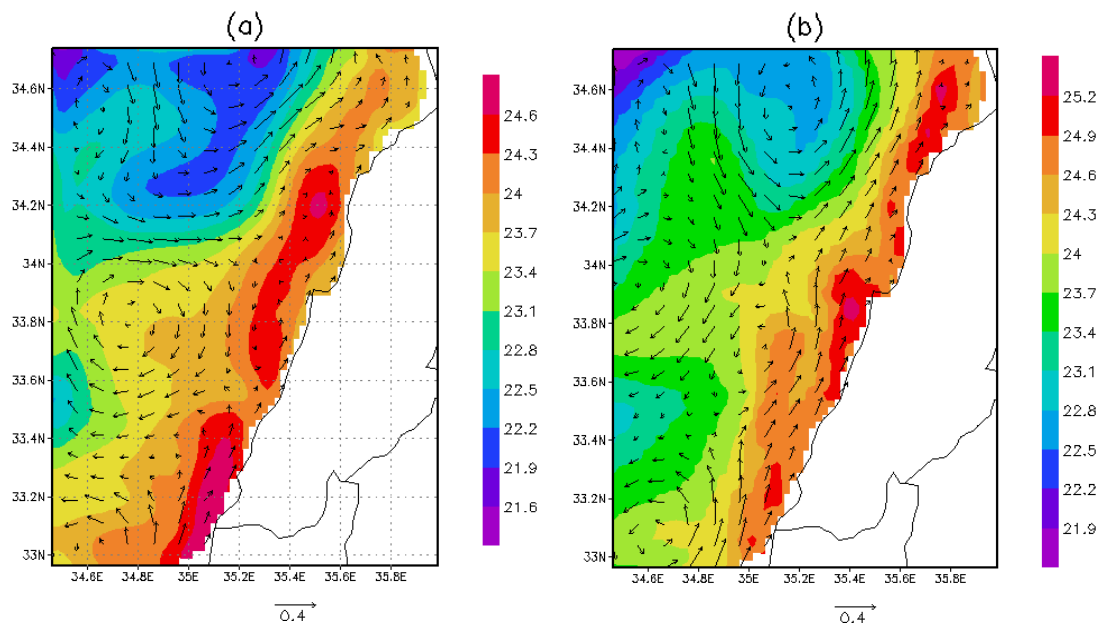 (a)
34.6N
34.4N
34.2N
34N
33.8N
33.6N
33.4N
33.2N
33N
34.6E
34.8E
35E
35.2E
35.4E
35.6E
35.8E
0.4
24.6
24.3
24
23.7
23.4
23.1
22.8
22.5
22.2
21.9
21.6
(b)
34.6N
34.4N
34.2N
34N
33.8N
33.6N
33.4N
33.2N
33N
34.6E
34.8E
35E
35.2E
35.4E
35.6E
35.8E
0.4
25.2
24.9
24.6
24.3
24
23.7
23.4
23.1
22.8
22.5
22.2
21.9